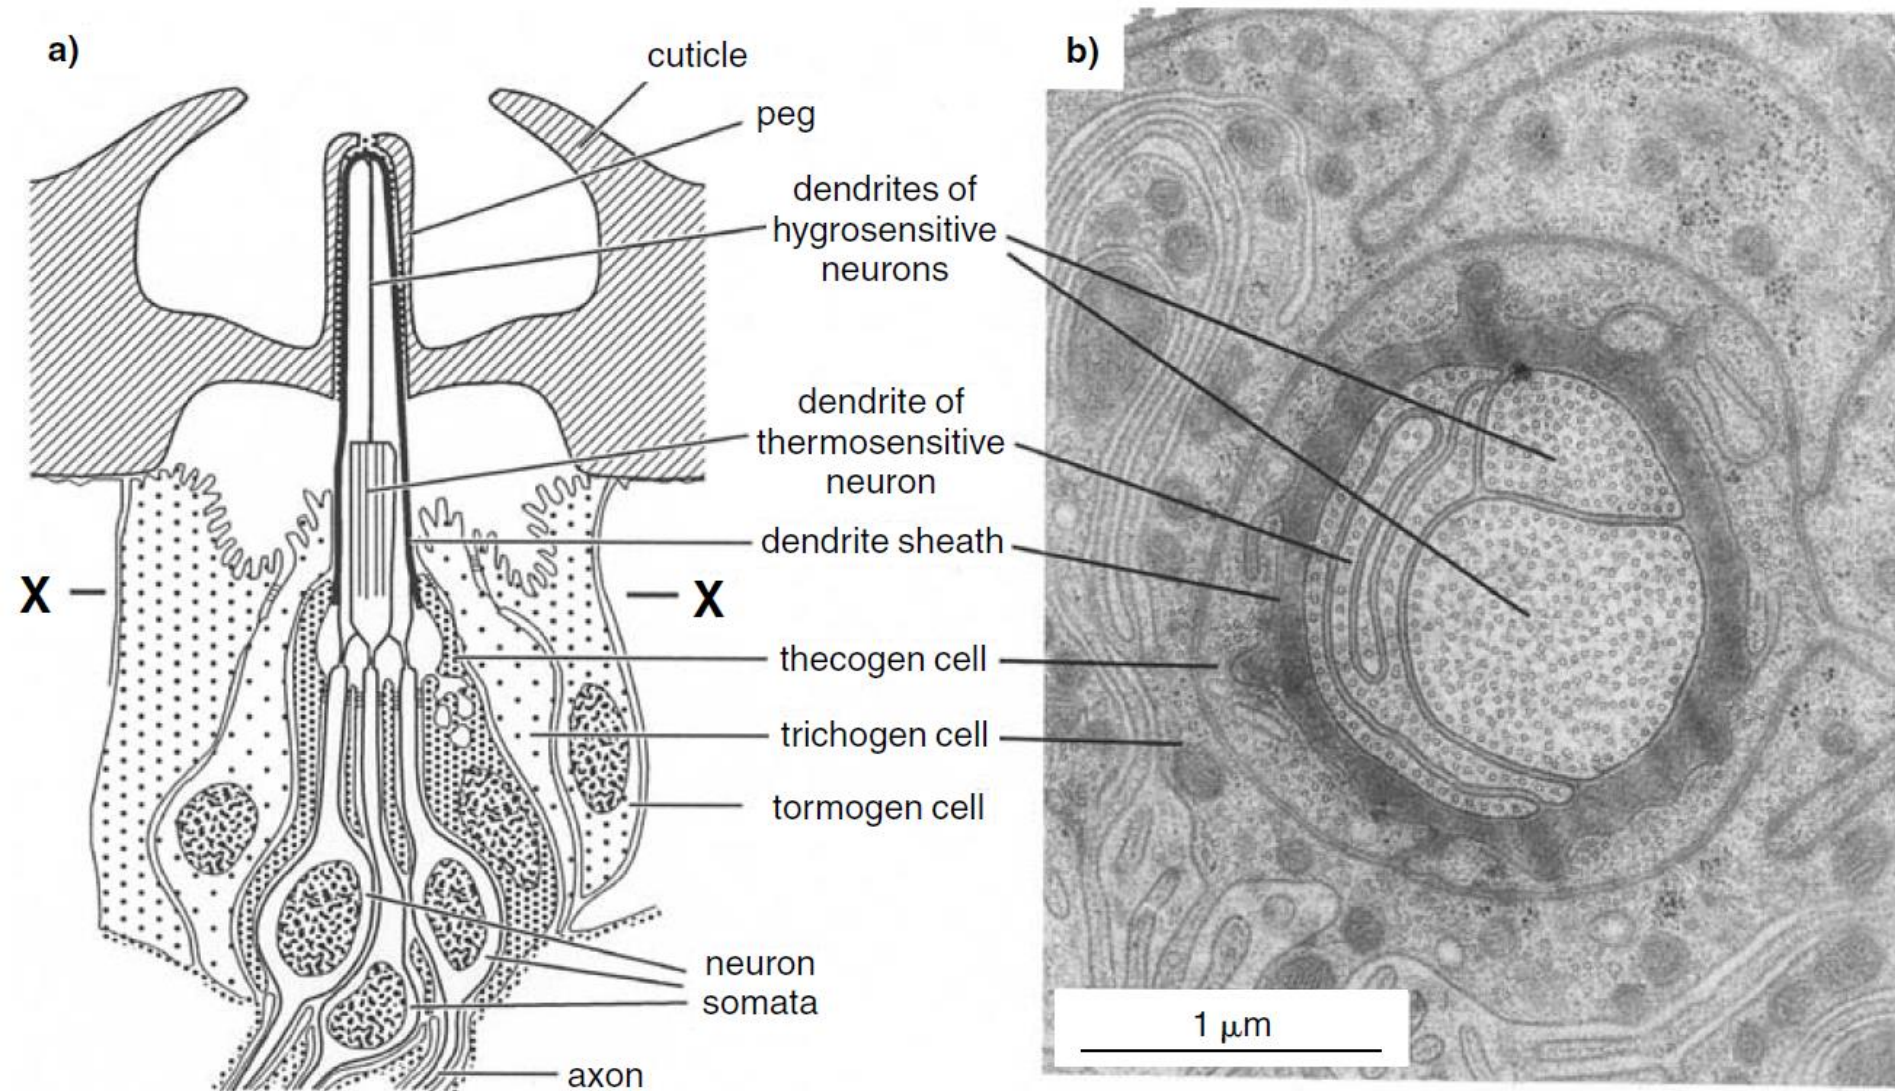 a)
b)
cuticle
peg
dendrites of
hygrosensitive
neurons
dendrite of
thermosensitive
neuron
dendrite sheath
X
X
thecogen cell
trichogen cell
tormogen cell
neuron
somata
axon
1 μm